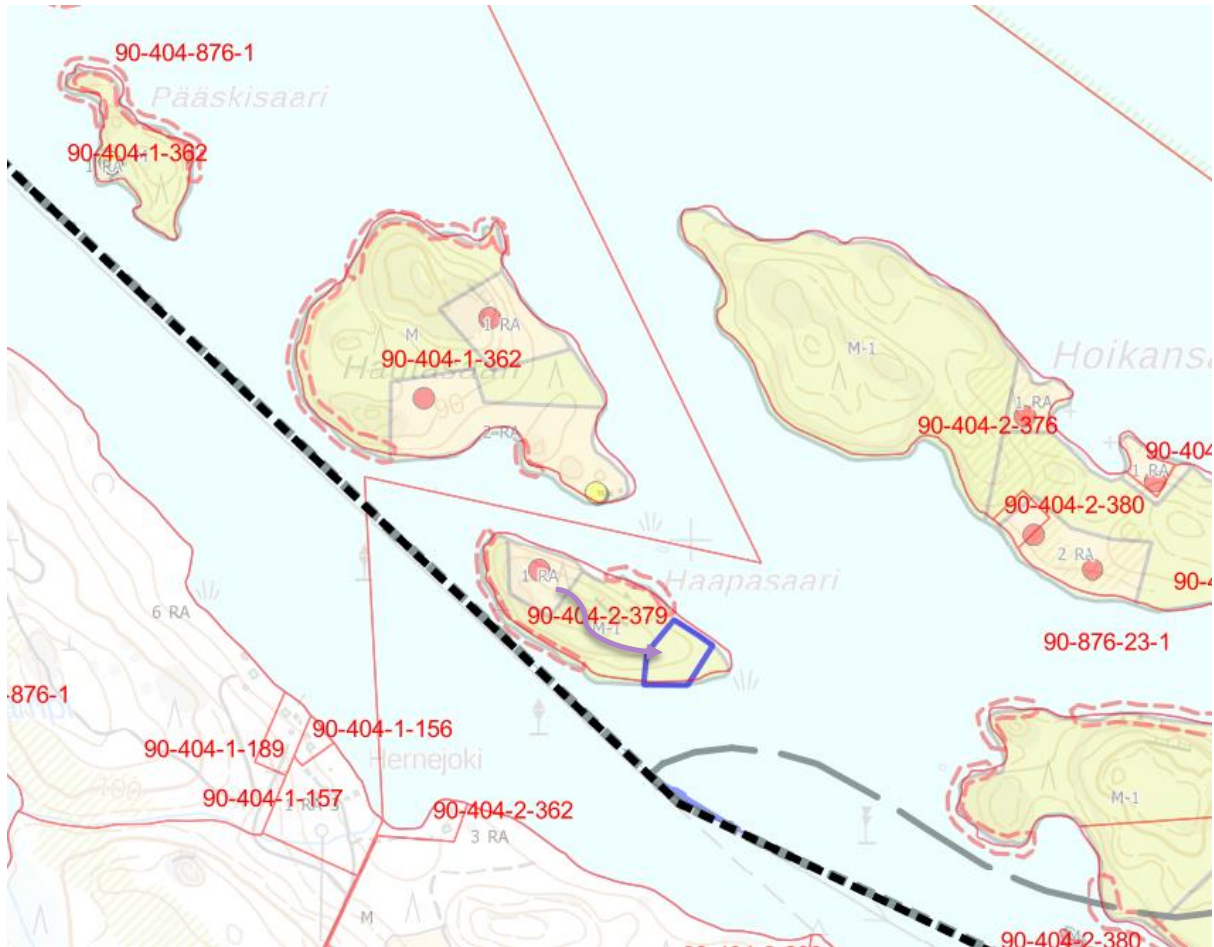 90-404-876-1
Pääskisaari
90-404-1-362
1 RA
1 RA
M
90-404-1-362
90
2 RA
M-1
Hoikansa
1 RA
90-404-2-376
90-404
1 RA
90-404-2-380
2 RA
90-4
1 RA
Haapasaari
90-404-2-379
M-1
6 RA
90-876-23-1
-876-1
90-404-1-156
90-404-1-189
Hernejoki
100
90-404-1-157
90-404-2-362
3 RA
M-1
M
90-404-2-380